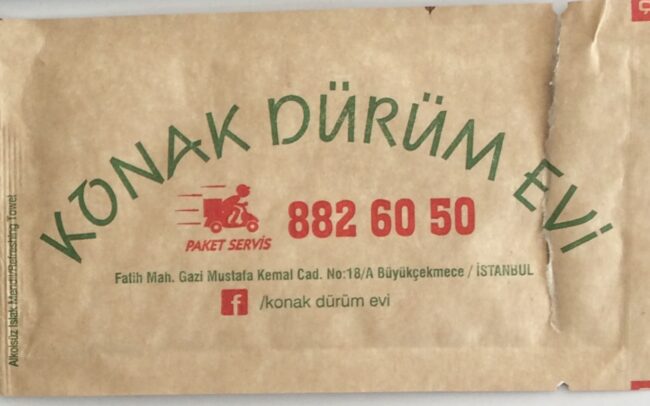 KONAK DÜRÜM EVi
PAKET SERVİS
882 60 50
Fatih Mah. Gazi Mustafa Kemal Cad. No:18/A Büyükçekmece / İSTANBUL
f /konak dürüm evi
Alkolsüz Islak Mendil/Refreshing Towel